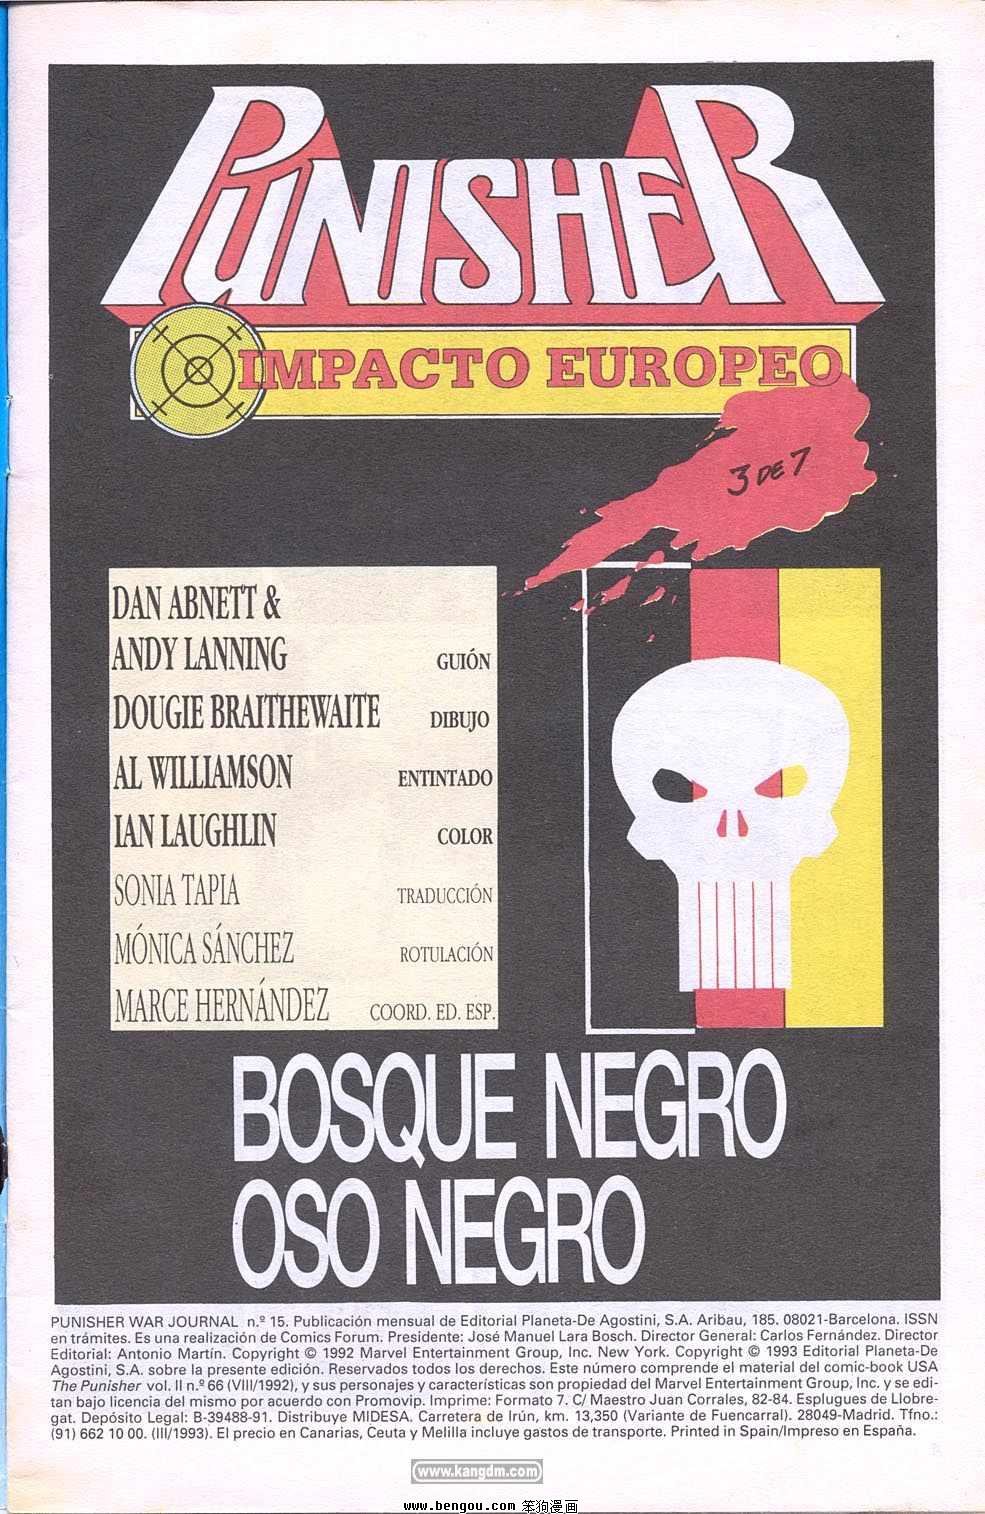 PUNISHER
IMPACTO EUROPEO
3 DE 7
DAN ABNETT &
ANDY LANNING GUIÓN
DOUGIE BRAITHEWAITE DIBUJO
AL WILLIAMSON ENTINTADO
IAN LAUGHLIN COLOR
SONIA TAPIA TRADUCCIÓN
MÓNICA SÁNCHEZ ROTULACIÓN
MARCE HERNÁNDEZ COORD. ED. ESP.
BOSQUE NEGRO
OSO NEGRO
PUNISHER WAR JOURNAL n.º 15. Publicación mensual de Editorial Planeta-De Agostini, S.A. Aribau, 185. 08021-Barcelona. ISSN
en trámites. Es una realización de Comics Forum. Presidente: José Manuel Lara Bosch. Director General: Carlos Fernández. Director
Editorial: Antonio Martín. Copyright © 1992 Marvel Entertainment Group, Inc. New York. Copyright © 1993 Editorial Planeta-De
Agostini, S.A. sobre la presente edición. Reservados todos los derechos. Este número comprende el material del comic-book USA
The Punisher vol. II n.º 66 (VIII/1992), y sus personajes y características son propiedad del Marvel Entertainment Group, Inc. y se edi-
tan bajo licencia del mismo por acuerdo con Promovip. Imprime: Formato 7. C/ Maestro Juan Corrales, 82-84. Esplugues de Llobre-
gat. Depósito Legal: B-39488-91. Distribuye MIDESA. Carretera de Irún, km. 13,350 (Variante de Fuencarral). 28049-Madrid. Tfno.:
(91) 662 10 00. (III/1993). El precio en Canarias, Ceuta y Melilla incluye gastos de transporte. Printed in Spain/Impreso en España.
www.kangdm.com
www.bengou.com 笨狗漫画